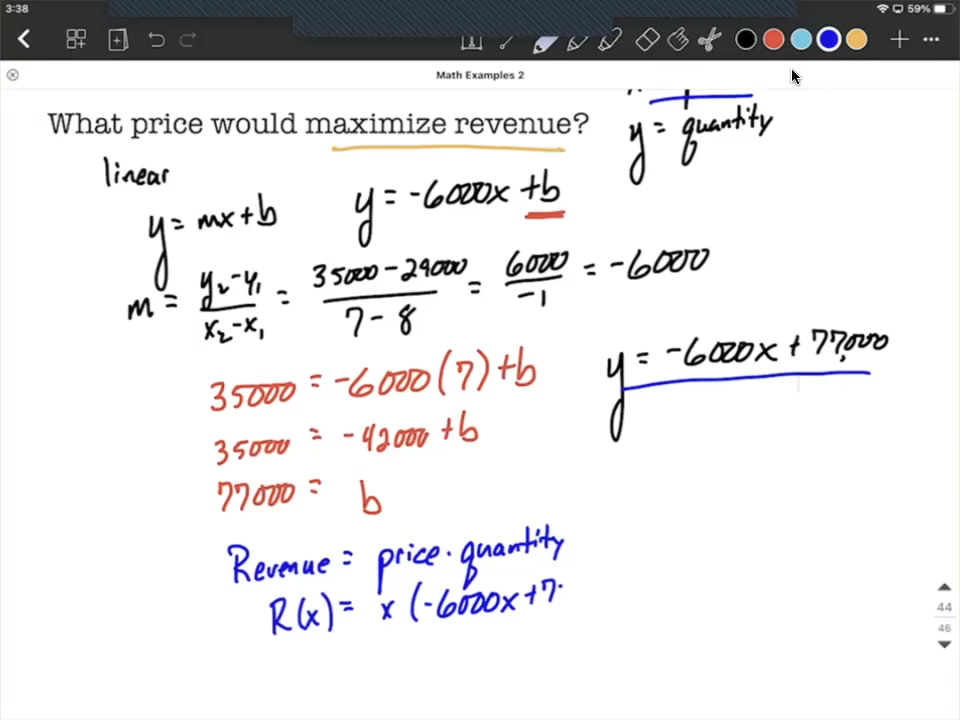 3:38
59%
Math Examples 2
What price would maximize revenue?
y = quantity
linear
y = mx + b
y = -6000x + b
m = y₂-y₁ / x₂-x₁ = 35000 - 29000 / 7 - 8 = 6000 / -1 = -6000
35000 = -6000(7) + b
y = -6000x + 77,000
35000 = -42000 + b
77000 = b
Revenue = price · quantity
R(x) = x (-6000x + 7
44
46